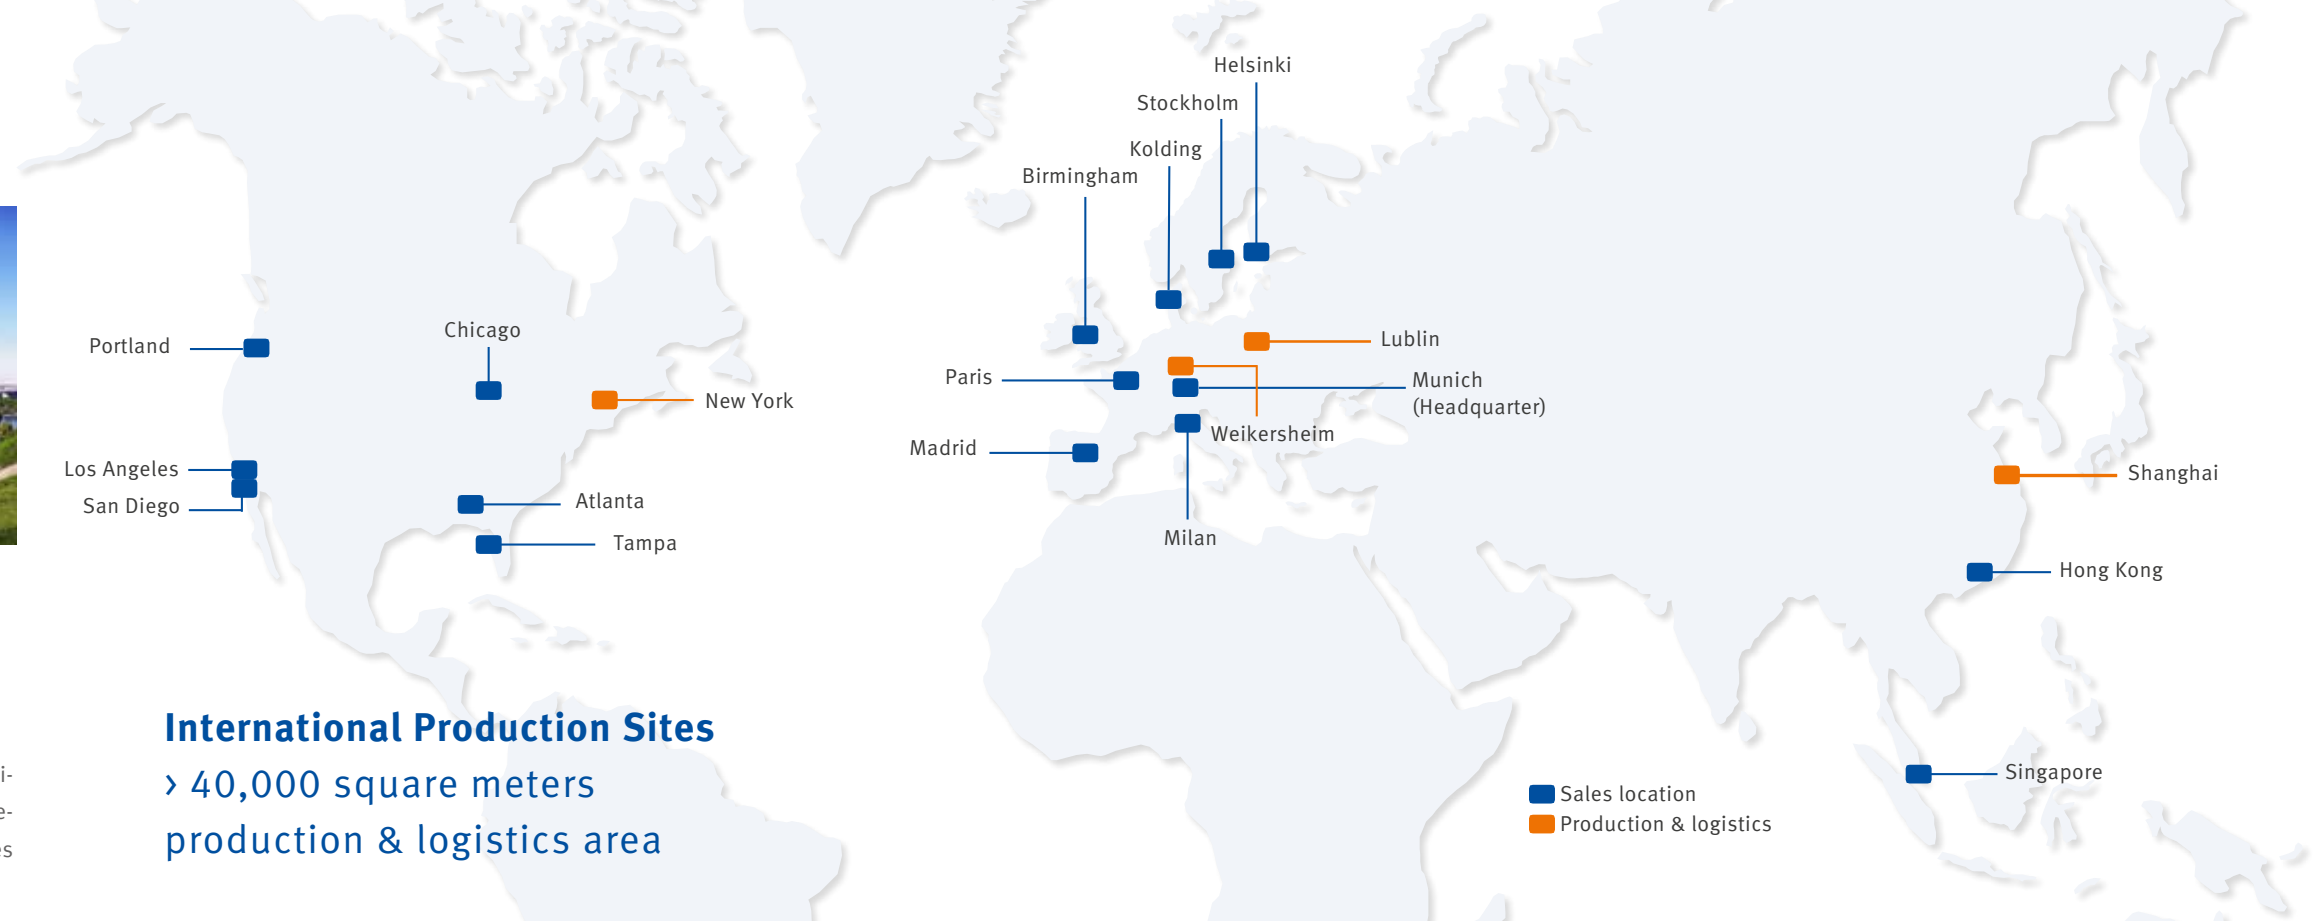 Helsinki
Stockholm
Kolding
Birmingham
Portland
Chicago
New York
Los Angeles
San Diego
Atlanta
Tampa
Paris
Madrid
Lublin
Munich
(Headquarter)
Weikersheim
Milan
Shanghai
Hong Kong
Singapore
International Production Sites
> 40,000 square meters
production & logistics area
Sales location
Production & logistics
i-
e-
es